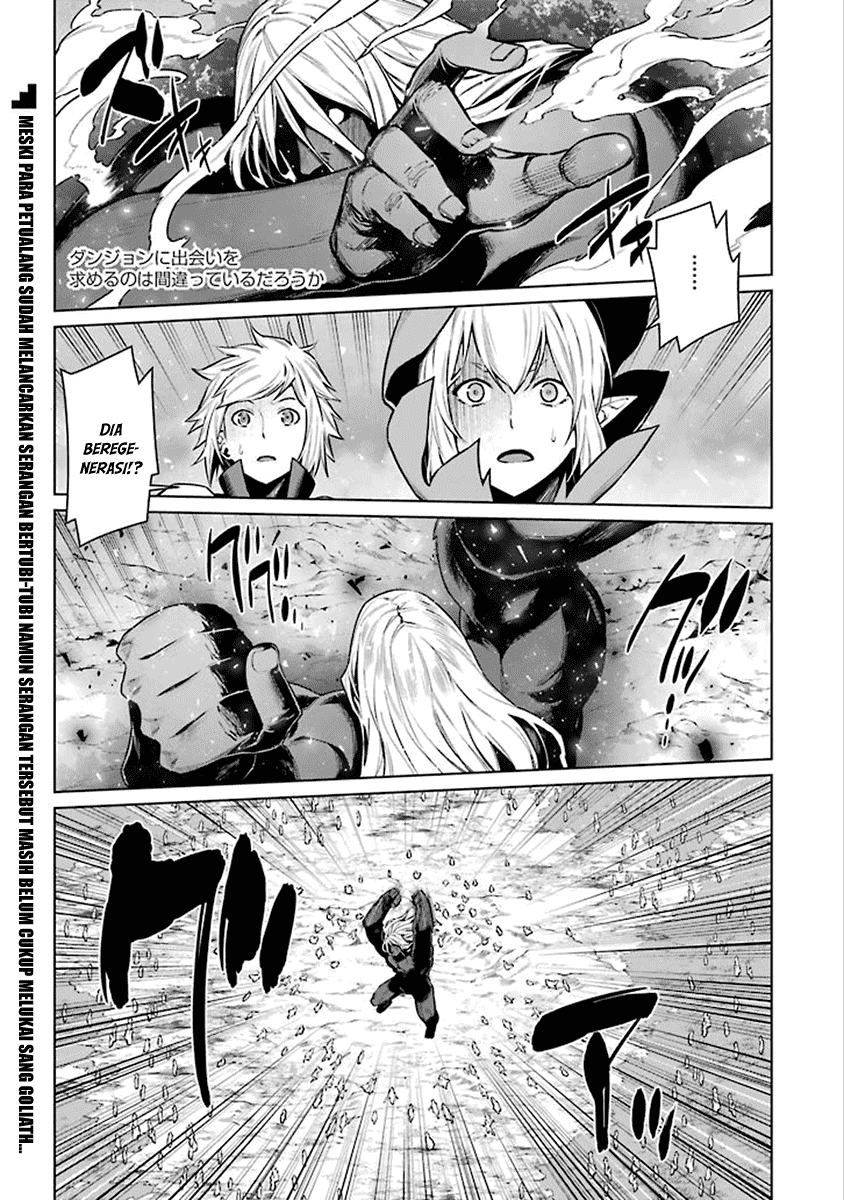 MESKI PARA PETUALANG SUDAH MELANCARKAN SERANGAN BERTUBI-TUBI NAMUN SERANGAN TERSEBUT MASIH BELUM CUKUP MELUKAI SANG GOLIATH...
ダンジョンに出会いを
求めるのは間違っているだろうか
........
DIA
BEREGE-
NERASI!?